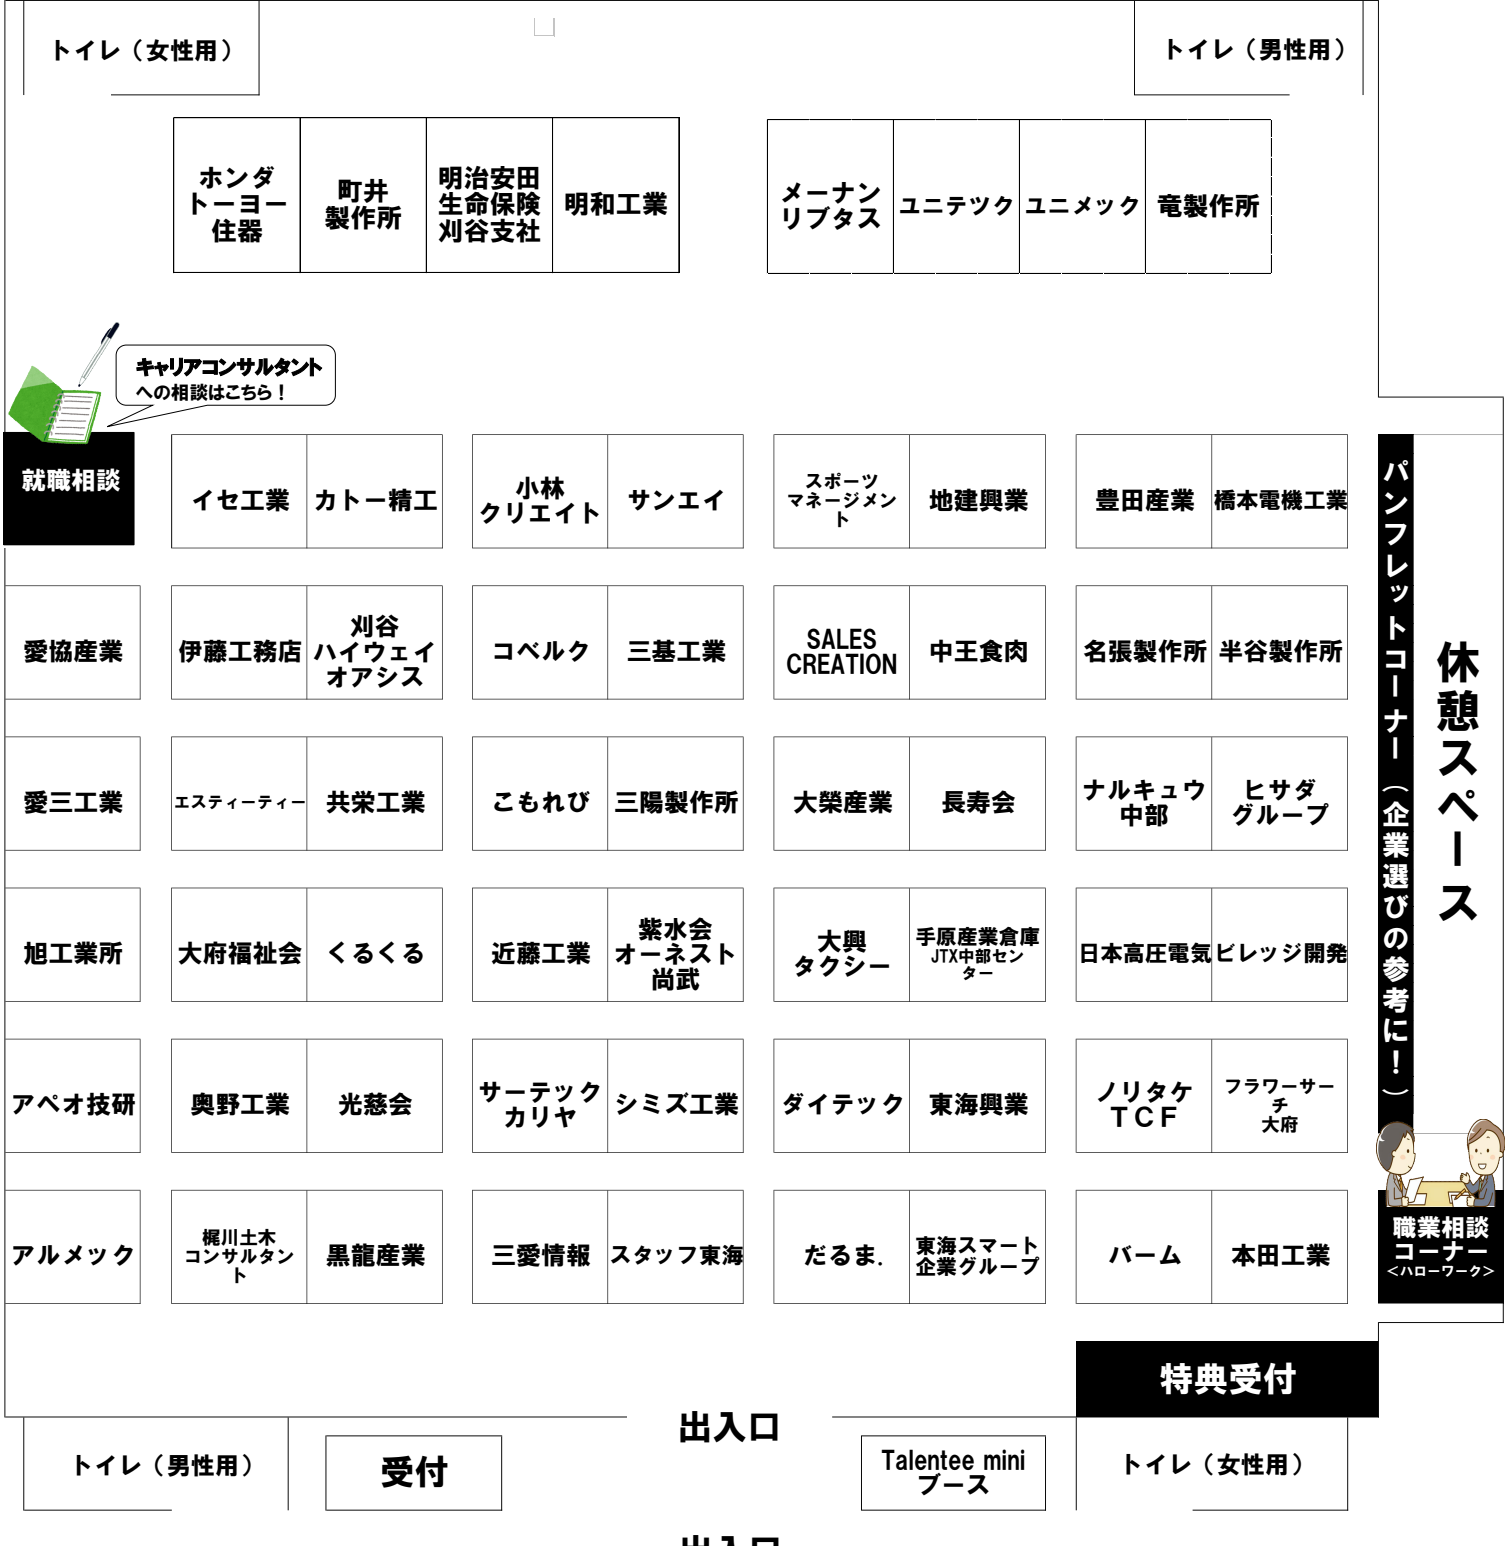 トイレ（女性用）
トイレ（男性用）
ホンダ
トーヨー
住器
町井
製作所
明治安田
生命保険
刈谷支社
明和工業
メーナン
リブタス
ユニテツク
ユニメック
竜製作所
キャリアコンサルタント
への相談はこちら！
就職相談
イセ工業
カトー精工
小林
クリエイト
サンエイ
スポーツ
マネージメン
ト
地建興業
豊田産業
橋本電機工業
愛協産業
伊藤工務店
刈谷
ハイウェイ
オアシス
コベルク
三基工業
SALES
CREATION
中王食肉
名張製作所
半谷製作所
愛三工業
エスティーティー
共栄工業
こもれび
三陽製作所
大榮産業
長寿会
ナルキュウ
中部
ヒサダ
グループ
旭工業所
大府福祉会
くるくる
近藤工業
紫水会
オーネスト
尚武
大興
タクシー
手原産業倉庫
JTX中部セン
ター
日本高圧電気
ビレッジ開発
アペオ技研
奥野工業
光慈会
サーテック
カリヤ
シミズ工業
ダイテック
東海興業
ノリタケ
ＴＣＦ
フラワーサー
チ
大府
アルメック
梶川土木
コンサルタン
ト
黒龍産業
三愛情報
スタッフ東海
だるま.
東海スマート
企業グループ
バーム
本田工業
パンフレットコーナー（企業選びの参考に！）
休憩スペース
職業相談
コーナー
＜ハローワーク＞
特典受付
出入口
トイレ（男性用）
受付
Talentee mini
ブース
トイレ（女性用）
出入口